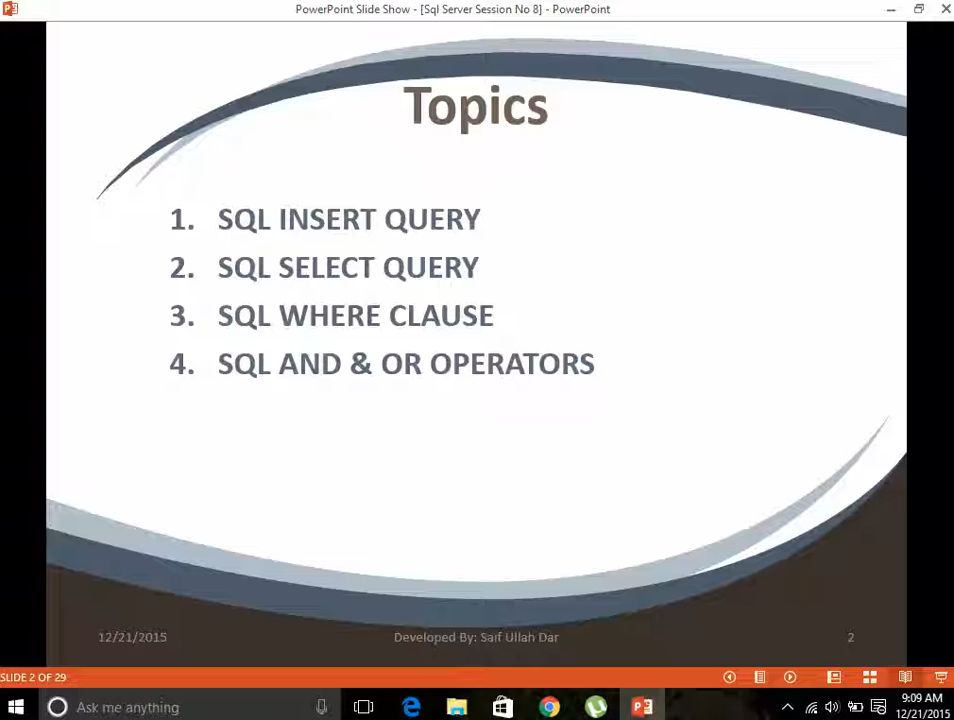 PowerPoint Slide Show - [Sql Server Session No 8] - PowerPoint
Topics
1. SQL INSERT QUERY
2. SQL SELECT QUERY
3. SQL WHERE CLAUSE
4. SQL AND & OR OPERATORS
12/21/2015 Developed By: Saif Ullah Dar 2
SLIDE 2 OF 29
Ask me anything
9:09 AM
12/21/2015